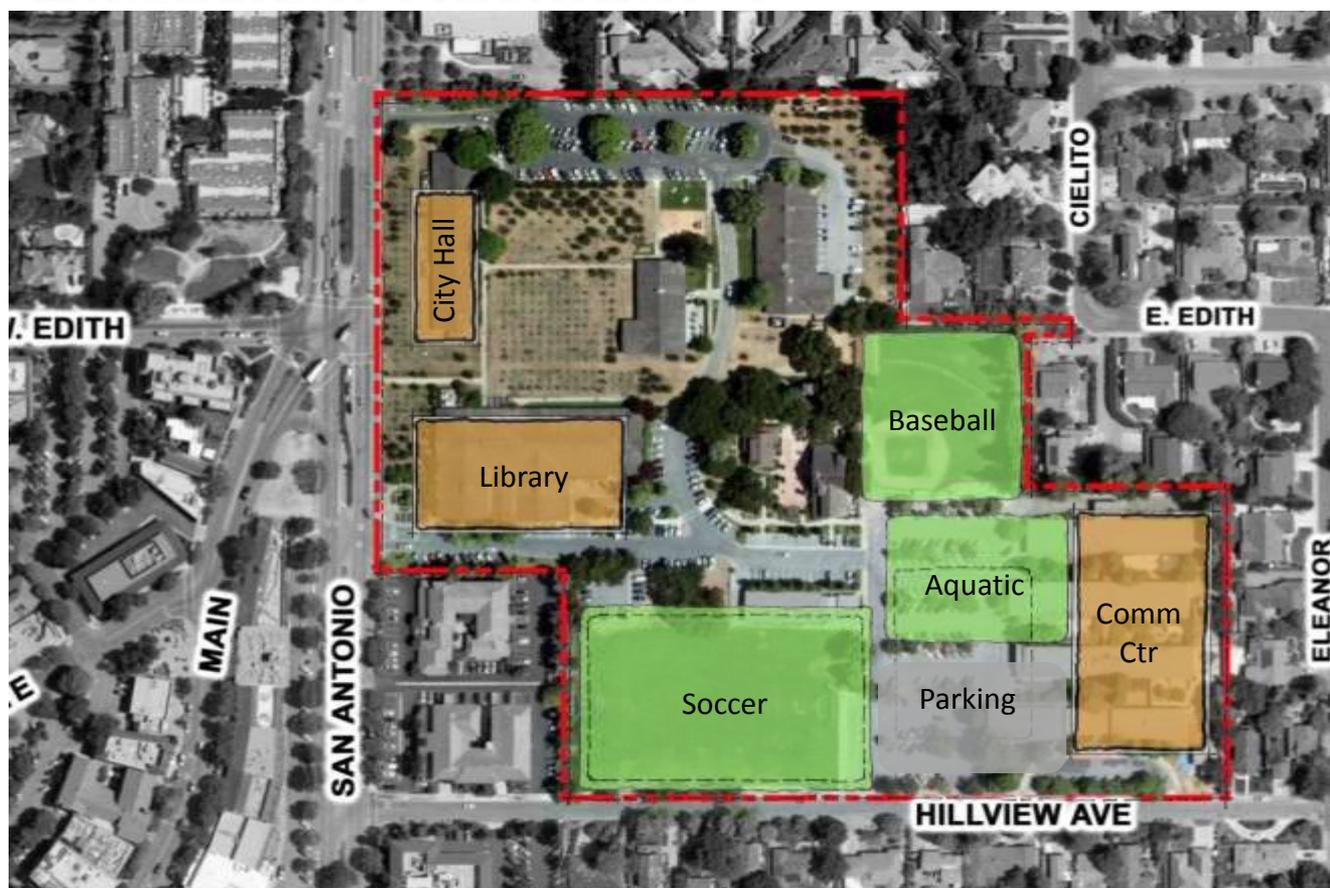 CIELITO
City Hall
W. EDITH
E. EDITH
Baseball
Library
Aquatic
Comm
Ctr
ELEANOR
MAIN
SAN ANTONIO
Soccer
Parking
HILLVIEW AVE